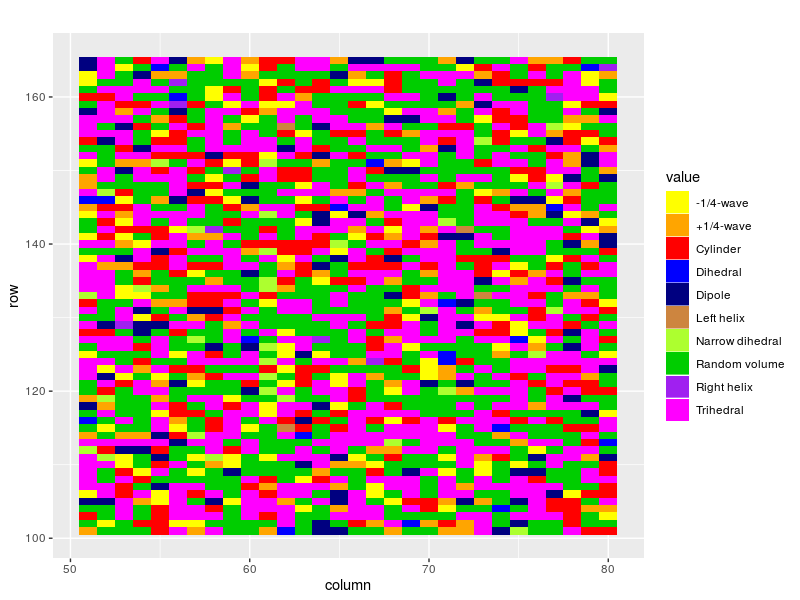 160
140
120
100
row
50
60
70
80
column
value
-1/4-wave
+1/4-wave
Cylinder
Dihedral
Dipole
Left helix
Narrow dihedral
Random volume
Right helix
Trihedral